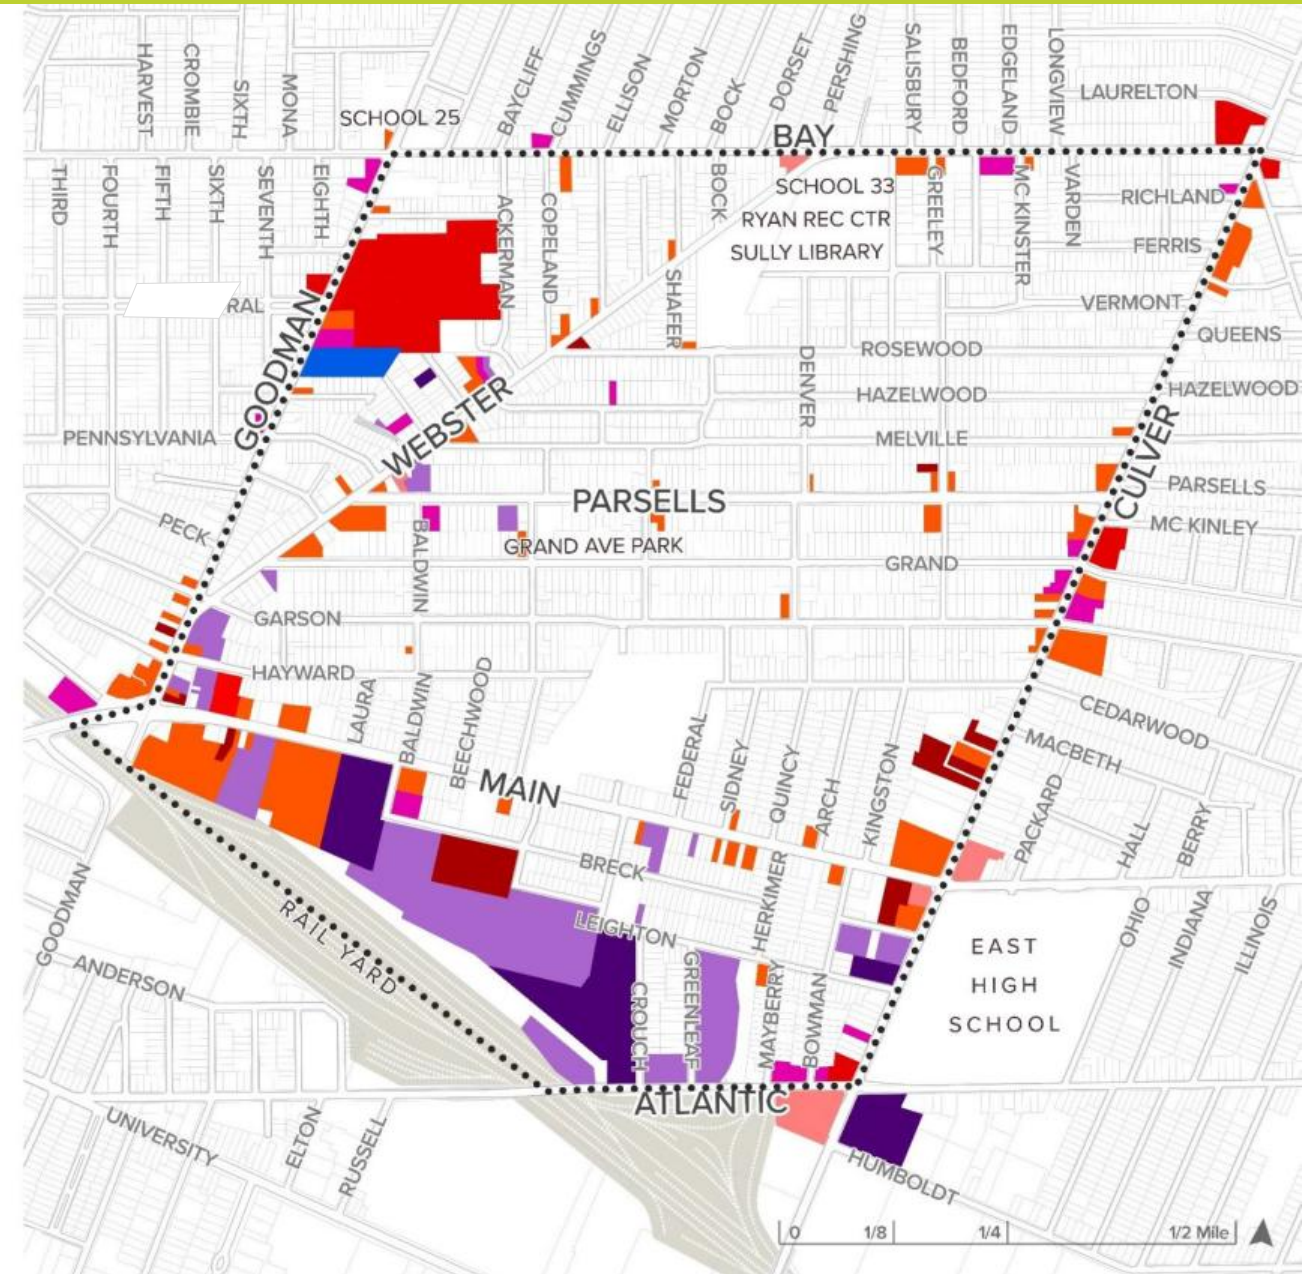 HARVEST
CROMBIE
SIXTH
MONA
SCHOOL 25
BAYCLIFF
CUMMINGS
ELLISON
MORTON
BOCK
DORSET
PERSHING
SALISBURY
BEDFORD
EDGELAND
LONGVIEW
LAURELTON
BAY
THIRD
FOURTH
FIFTH
SIXTH
SEVENTH
EIGHTH
ACKERMAN
COPELAND
BOCK
SCHOOL 33
RYAN REC CTR
SULLY LIBRARY
GREELEY
MC KINSTER
VARDEN
RICHLAND
FERRIS
VERMONT
QUEENS
RAL
GOODMAN
SHAFER
ROSEWOOD
DENVER
HAZELWOOD
HAZELWOOD
PENNSYLVANIA
WEBSTER
MELVILLE
CULVER
PARSELLS
PARSELLS
MC KINLEY
PECK
BALDWIN
GRAND AVE PARK
GRAND
GARSON
HAYWARD
LAURA
BALDWIN
BEECHWOOD
CEDARWOOD
MACBETH
MAIN
FEDERAL
SIDNEY
QUINCY
ARCH
KINGSTON
PACKARD
HALL
BERRY
BRECK
HERKIMER
LEIGHTON
GOODMAN
RAIL YARD
ANDERSON
OHIO
INDIANA
ILLINOIS
EAST
HIGH
SCHOOL
CROUCH
GREENLEAF
MAYBERRY
BOWMAN
ATLANTIC
UNIVERSITY
ELTON
RUSSELL
HUMBOLDT
0 1/8 1/4 1/2 Mile